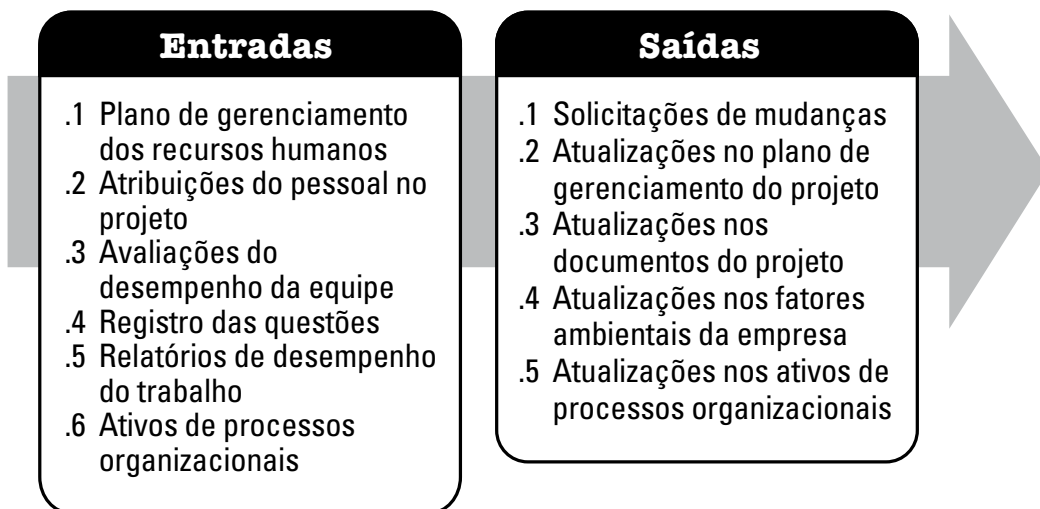 Entradas
.1 Plano de gerenciamento
dos recursos humanos
.2 Atribuições do pessoal no
projeto
.3 Avaliações do
desempenho da equipe
.4 Registro das questões
.5 Relatórios de desempenho
do trabalho
.6 Ativos de processos
organizacionais
Saídas
.1 Solicitações de mudanças
.2 Atualizações no plano de
gerenciamento do projeto
.3 Atualizações nos
documentos do projeto
.4 Atualizações nos fatores
ambientais da empresa
.5 Atualizações nos ativos de
processos organizacionais